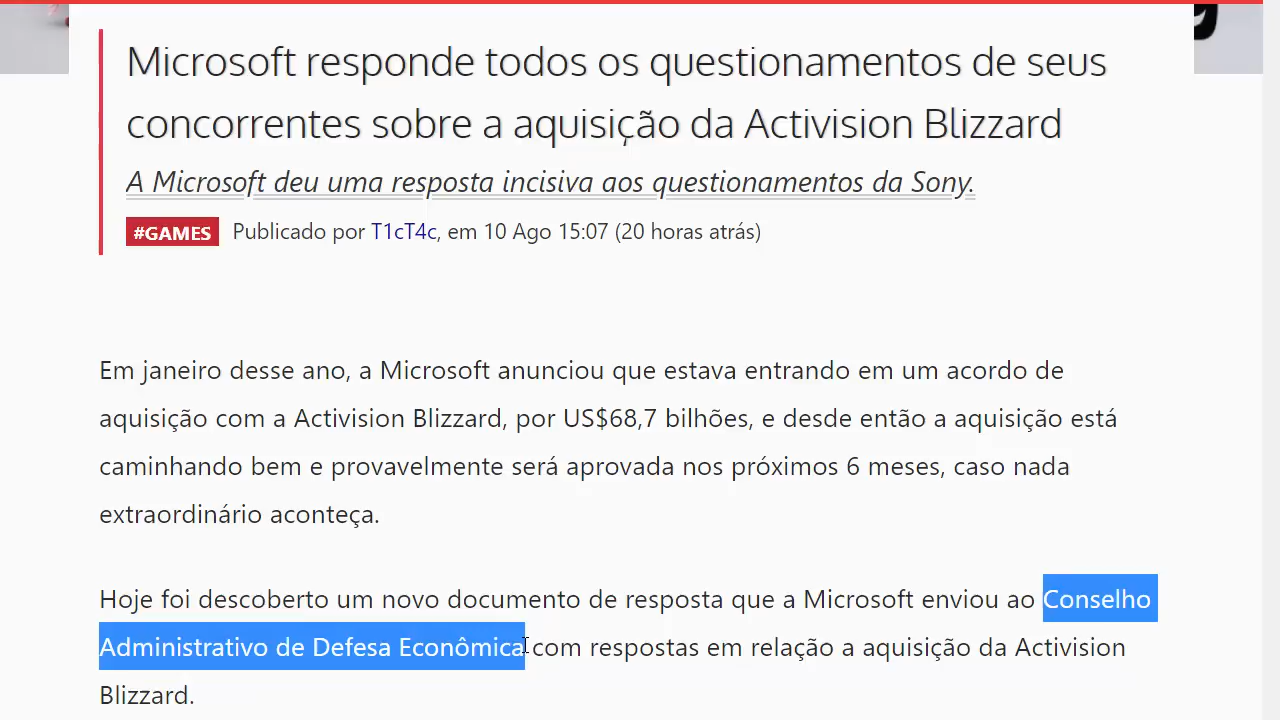 Microsoft responde todos os questionamentos de seus
concorrentes sobre a aquisição da Activision Blizzard
A Microsoft deu uma resposta incisiva aos questionamentos da Sony.
#GAMES Publicado por T1cT4c, em 10 Ago 15:07 (20 horas atrás)
Em janeiro desse ano, a Microsoft anunciou que estava entrando em um acordo de
aquisição com a Activision Blizzard, por US$68,7 bilhões, e desde então a aquisição está
caminhando bem e provavelmente será aprovada nos próximos 6 meses, caso nada
extraordinário aconteça.
Hoje foi descoberto um novo documento de resposta que a Microsoft enviou ao Conselho
Administrativo de Defesa Econômica com respostas em relação a aquisição da Activision
Blizzard.